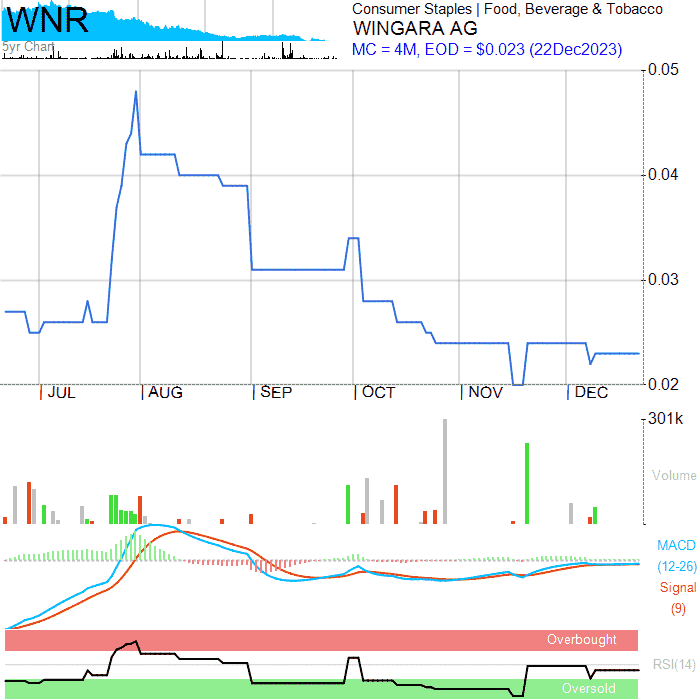 WNR
Consumer Staples | Food, Beverage & Tobacco
WINGARA AG
MC = 4M, EOD = $0.023 (22Dec2023)
5yr Chart
0.05
0.04
0.03
0.02
JUL AUG SEP OCT NOV DEC
301k
Volume
MACD
(12-26)
Signal
(9)
Overbought
RSI(14)
Oversold